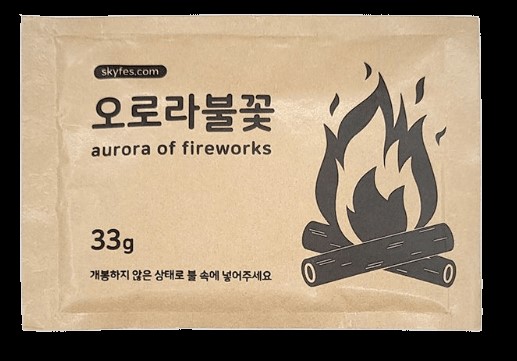 skyfes.com
오로라불꽃
aurora of fireworks
33g
개봉하지 않은 상태로 불 속에 넣어주세요